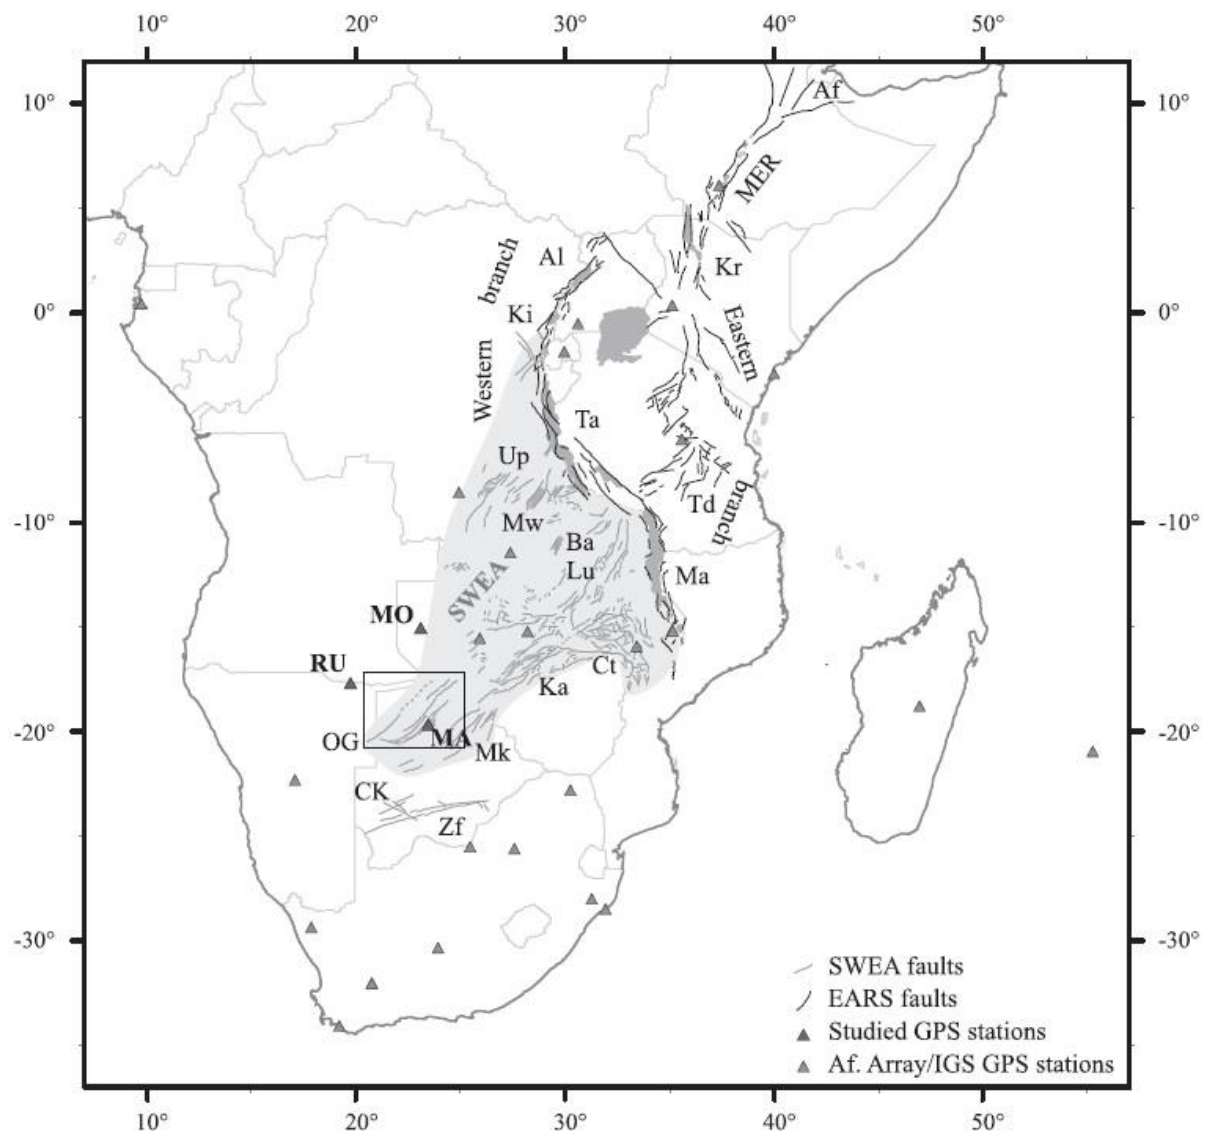 10° 20° 30° 40° 50°
10° 10°
Af
MER
branch
Al
Kr
Ki
0° 0°
Eastern
Western
Ta
Up
Td
branch
-10° -10°
Mw
Ba
Lu
Ma
SWEA
MO
RU
Ct
Ka
-20° -20°
OG
MA
Mk
CK
Zf
-30° -30°
SWEA faults
EARS faults
Studied GPS stations
Af. Array/IGS GPS stations
10° 20° 30° 40° 50°